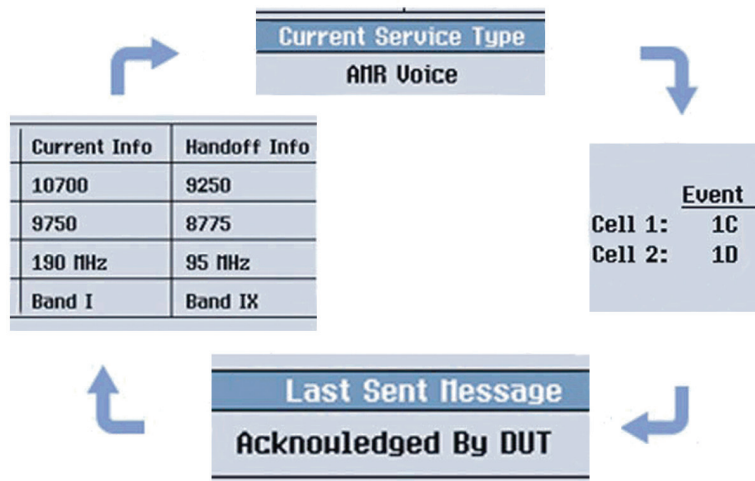 Current Service Type
AMR Voice
Current Info Handoff Info
10700 9250
9750 8775
190 MHz 95 MHz
Band I Band IX
Event
Cell 1: 1C
Cell 2: 1D
Last Sent Message
Acknowledged By DUT